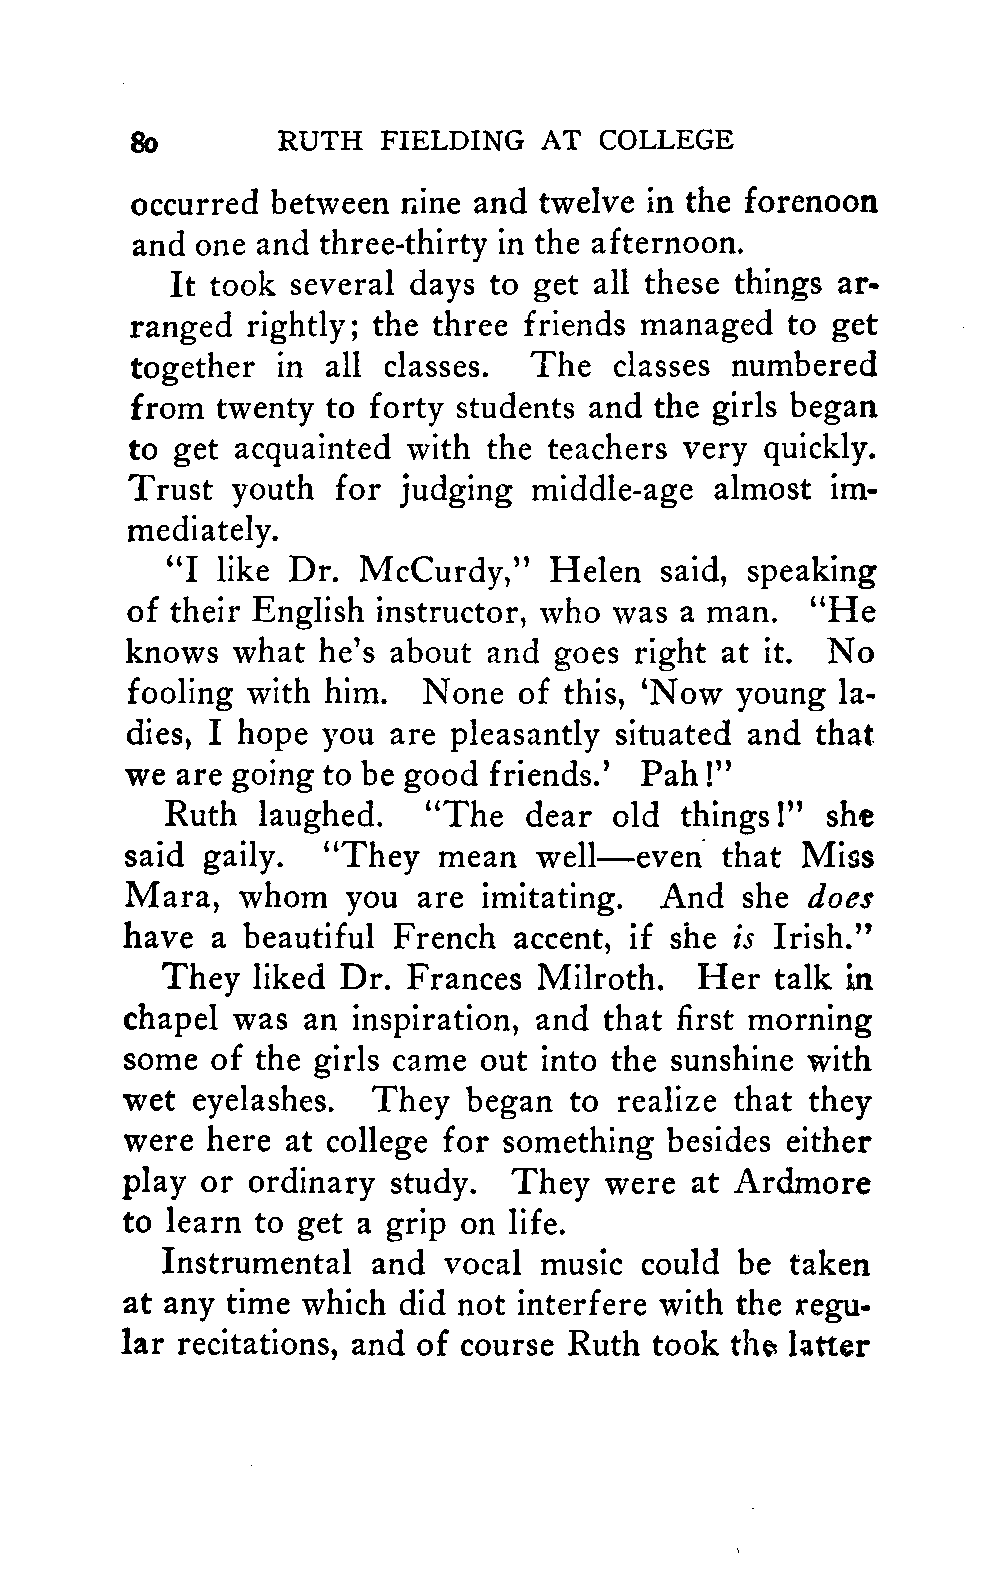 80 RUTH FIELDING AT COLLEGE
occurred between nine and twelve in the forenoon
and one and three-thirty in the afternoon.
It took several days to get all these things ar-
ranged rightly; the three friends managed to get
together in all classes. The classes numbered
from twenty to forty students and the girls began
to get acquainted with the teachers very quickly.
Trust youth for judging middle-age almost im-
mediately.
“I like Dr. McCurdy,” Helen said, speaking
of their English instructor, who was a man. “He
knows what he’s about and goes right at it. No
fooling with him. None of this, ‘Now young la-
dies, I hope you are pleasantly situated and that
we are going to be good friends.’ Pah!”
Ruth laughed. “The dear old things!” she
said gaily. “They mean well—even that Miss
Mara, whom you are imitating. And she does
have a beautiful French accent, if she is Irish.”
They liked Dr. Frances Milroth. Her talk in
chapel was an inspiration, and that first morning
some of the girls came out into the sunshine with
wet eyelashes. They began to realize that they
were here at college for something besides either
play or ordinary study. They were at Ardmore
to learn to get a grip on life.
Instrumental and vocal music could be taken
at any time which did not interfere with the regu-
lar recitations, and of course Ruth took the latter